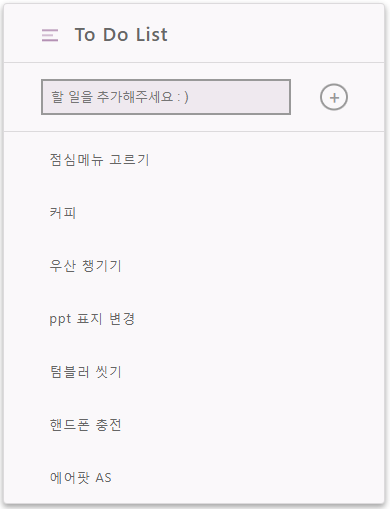 To Do List
할 일을 추가해주세요 : )
점심메뉴 고르기
커피
우산 챙기기
ppt 표지 변경
텀블러 씻기
핸드폰 충전
에어팟 AS